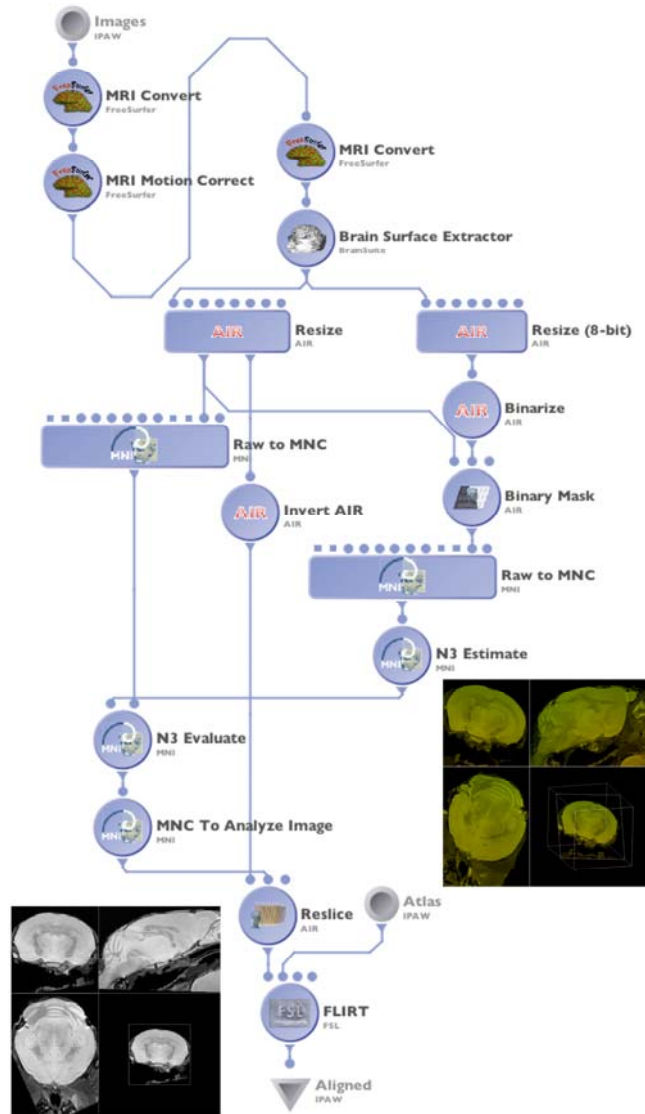 Images
IPAW
FreeSurfer
MRI Convert
FreeSurfer
FreeSurfer
MRI Motion Correct
FreeSurfer
FreeSurfer
MRI Convert
FreeSurfer
Brain Surface Extractor
BrainSuite
AIR
Resize
AIR
AIR
Resize (8-bit)
AIR
AIR
Binarize
AIR
MNI
Raw to MNC
MNI
AIR
Invert AIR
AIR
Binary Mask
AIR
MNI
Raw to MNC
MNI
MNI
N3 Estimate
MNI
MNI
N3 Evaluate
MNI
MNI
MNC To Analyze Image
MNI
Reslice
AIR
Atlas
IPAW
FSL
FLIRT
FSL
Aligned
IPAW